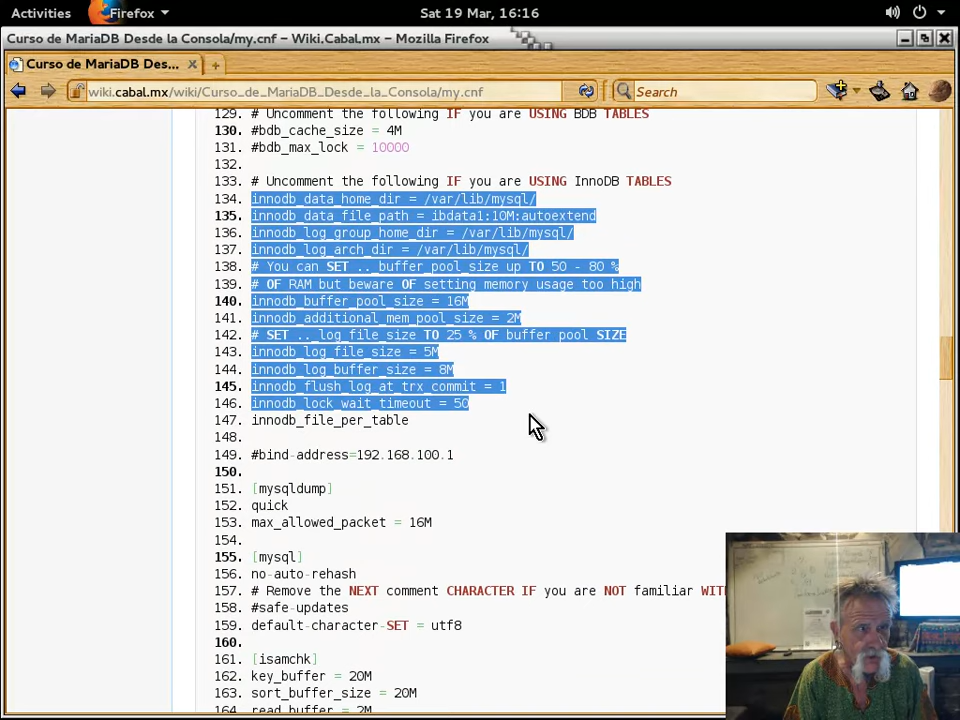 Activities Firefox Sat 19 Mar, 16:16
Curso de MariaDB Desde la Consola/my.cnf – Wiki.Cabal.mx – Mozilla Firefox
Curso de MariaDB Des...
wiki.cabal.mx/wiki/Curso_de_MariaDB_Desde_la_Consola/my.cnf Search
129. # Uncomment the following IF you are USING BDB TABLES
130. #bdb_cache_size = 4M
131. #bdb_max_lock = 10000
132.
133. # Uncomment the following IF you are USING InnoDB TABLES
134. innodb_data_home_dir = /var/lib/mysql/
135. innodb_data_file_path = ibdata1:10M:autoextend
136. innodb_log_group_home_dir = /var/lib/mysql/
137. innodb_log_arch_dir = /var/lib/mysql/
138. # You can SET .._buffer_pool_size up TO 50 - 80 %
139. # OF RAM but beware OF setting memory usage too high
140. innodb_buffer_pool_size = 16M
141. innodb_additional_mem_pool_size = 2M
142. # SET .._log_file_size TO 25 % OF buffer pool SIZE
143. innodb_log_file_size = 5M
144. innodb_log_buffer_size = 8M
145. innodb_flush_log_at_trx_commit = 1
146. innodb_lock_wait_timeout = 50
147. innodb_file_per_table
148.
149. #bind-address=192.168.100.1
150.
151. [mysqldump]
152. quick
153. max_allowed_packet = 16M
154.
155. [mysql]
156. no-auto-rehash
157. # Remove the NEXT comment CHARACTER IF you are NOT familiar WIT
158. #safe-updates
159. default-character-SET = utf8
160.
161. [isamchk]
162. key_buffer = 20M
163. sort_buffer_size = 20M
164. read_buffer = 2M